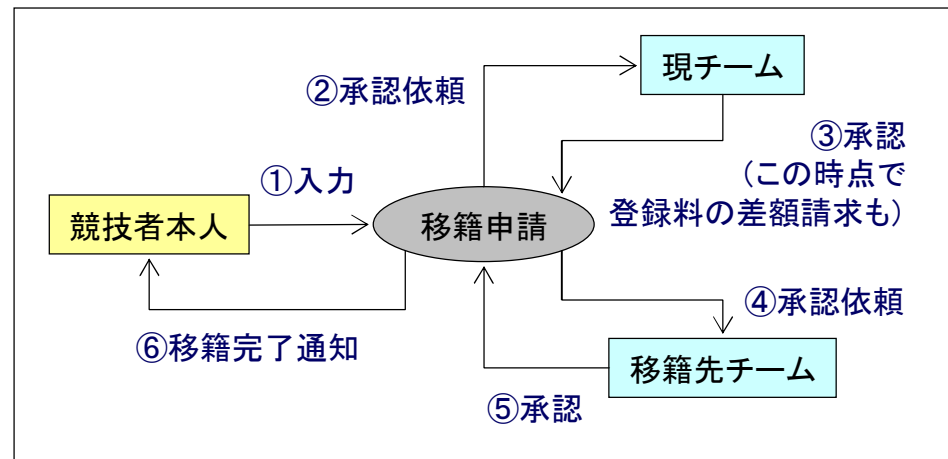 現チーム
②承認依頼
③承認
(この時点で
登録料の差額請求も)
①入力
競技者本人
移籍申請
④承認依頼
⑥移籍完了通知
移籍先チーム
⑤承認